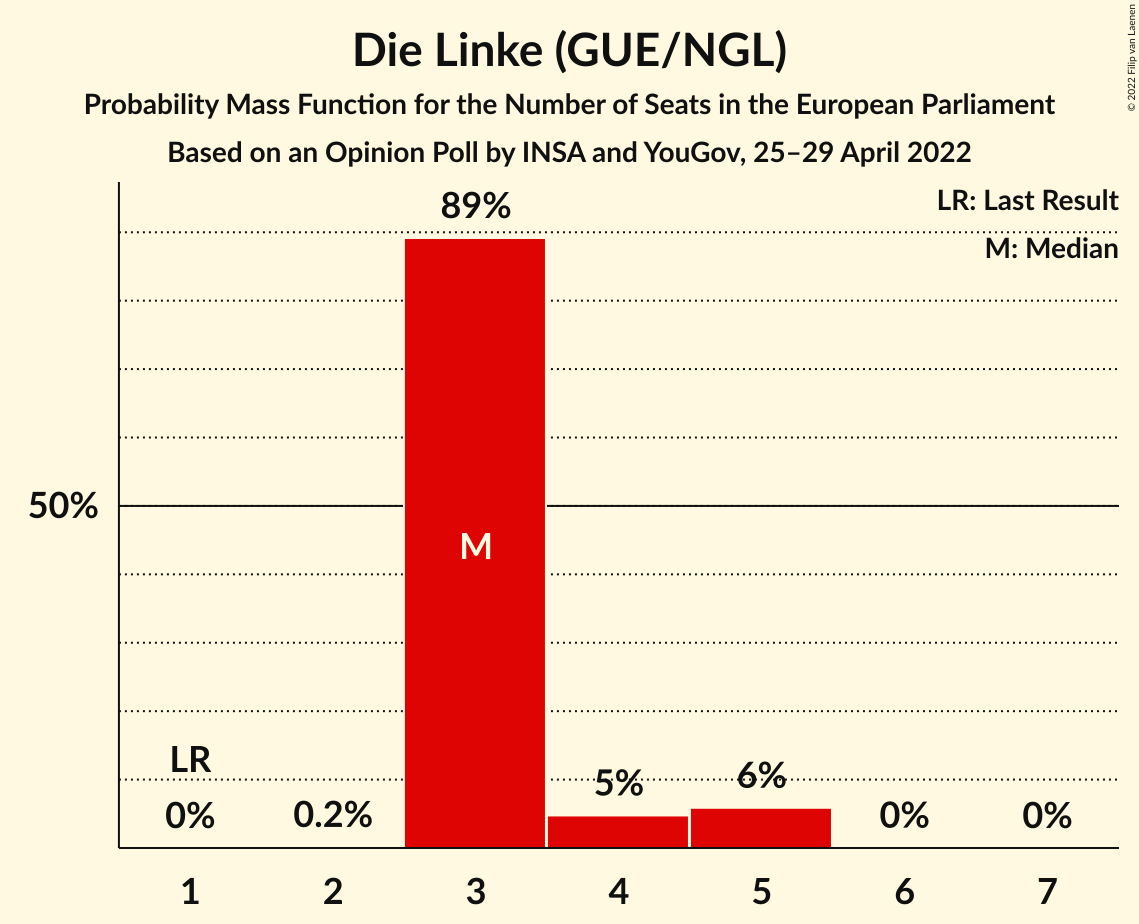 Die Linke (GUE/NGL)
Probability Mass Function for the Number of Seats in the European Parliament
Based on an Opinion Poll by INSA and YouGov, 25–29 April 2022
© 2022 Filip van Laenen
LR: Last Result
M: Median
89%
50%
M
LR
0%
0.2%
5%
6%
0%
0%
1 2 3 4 5 6 7